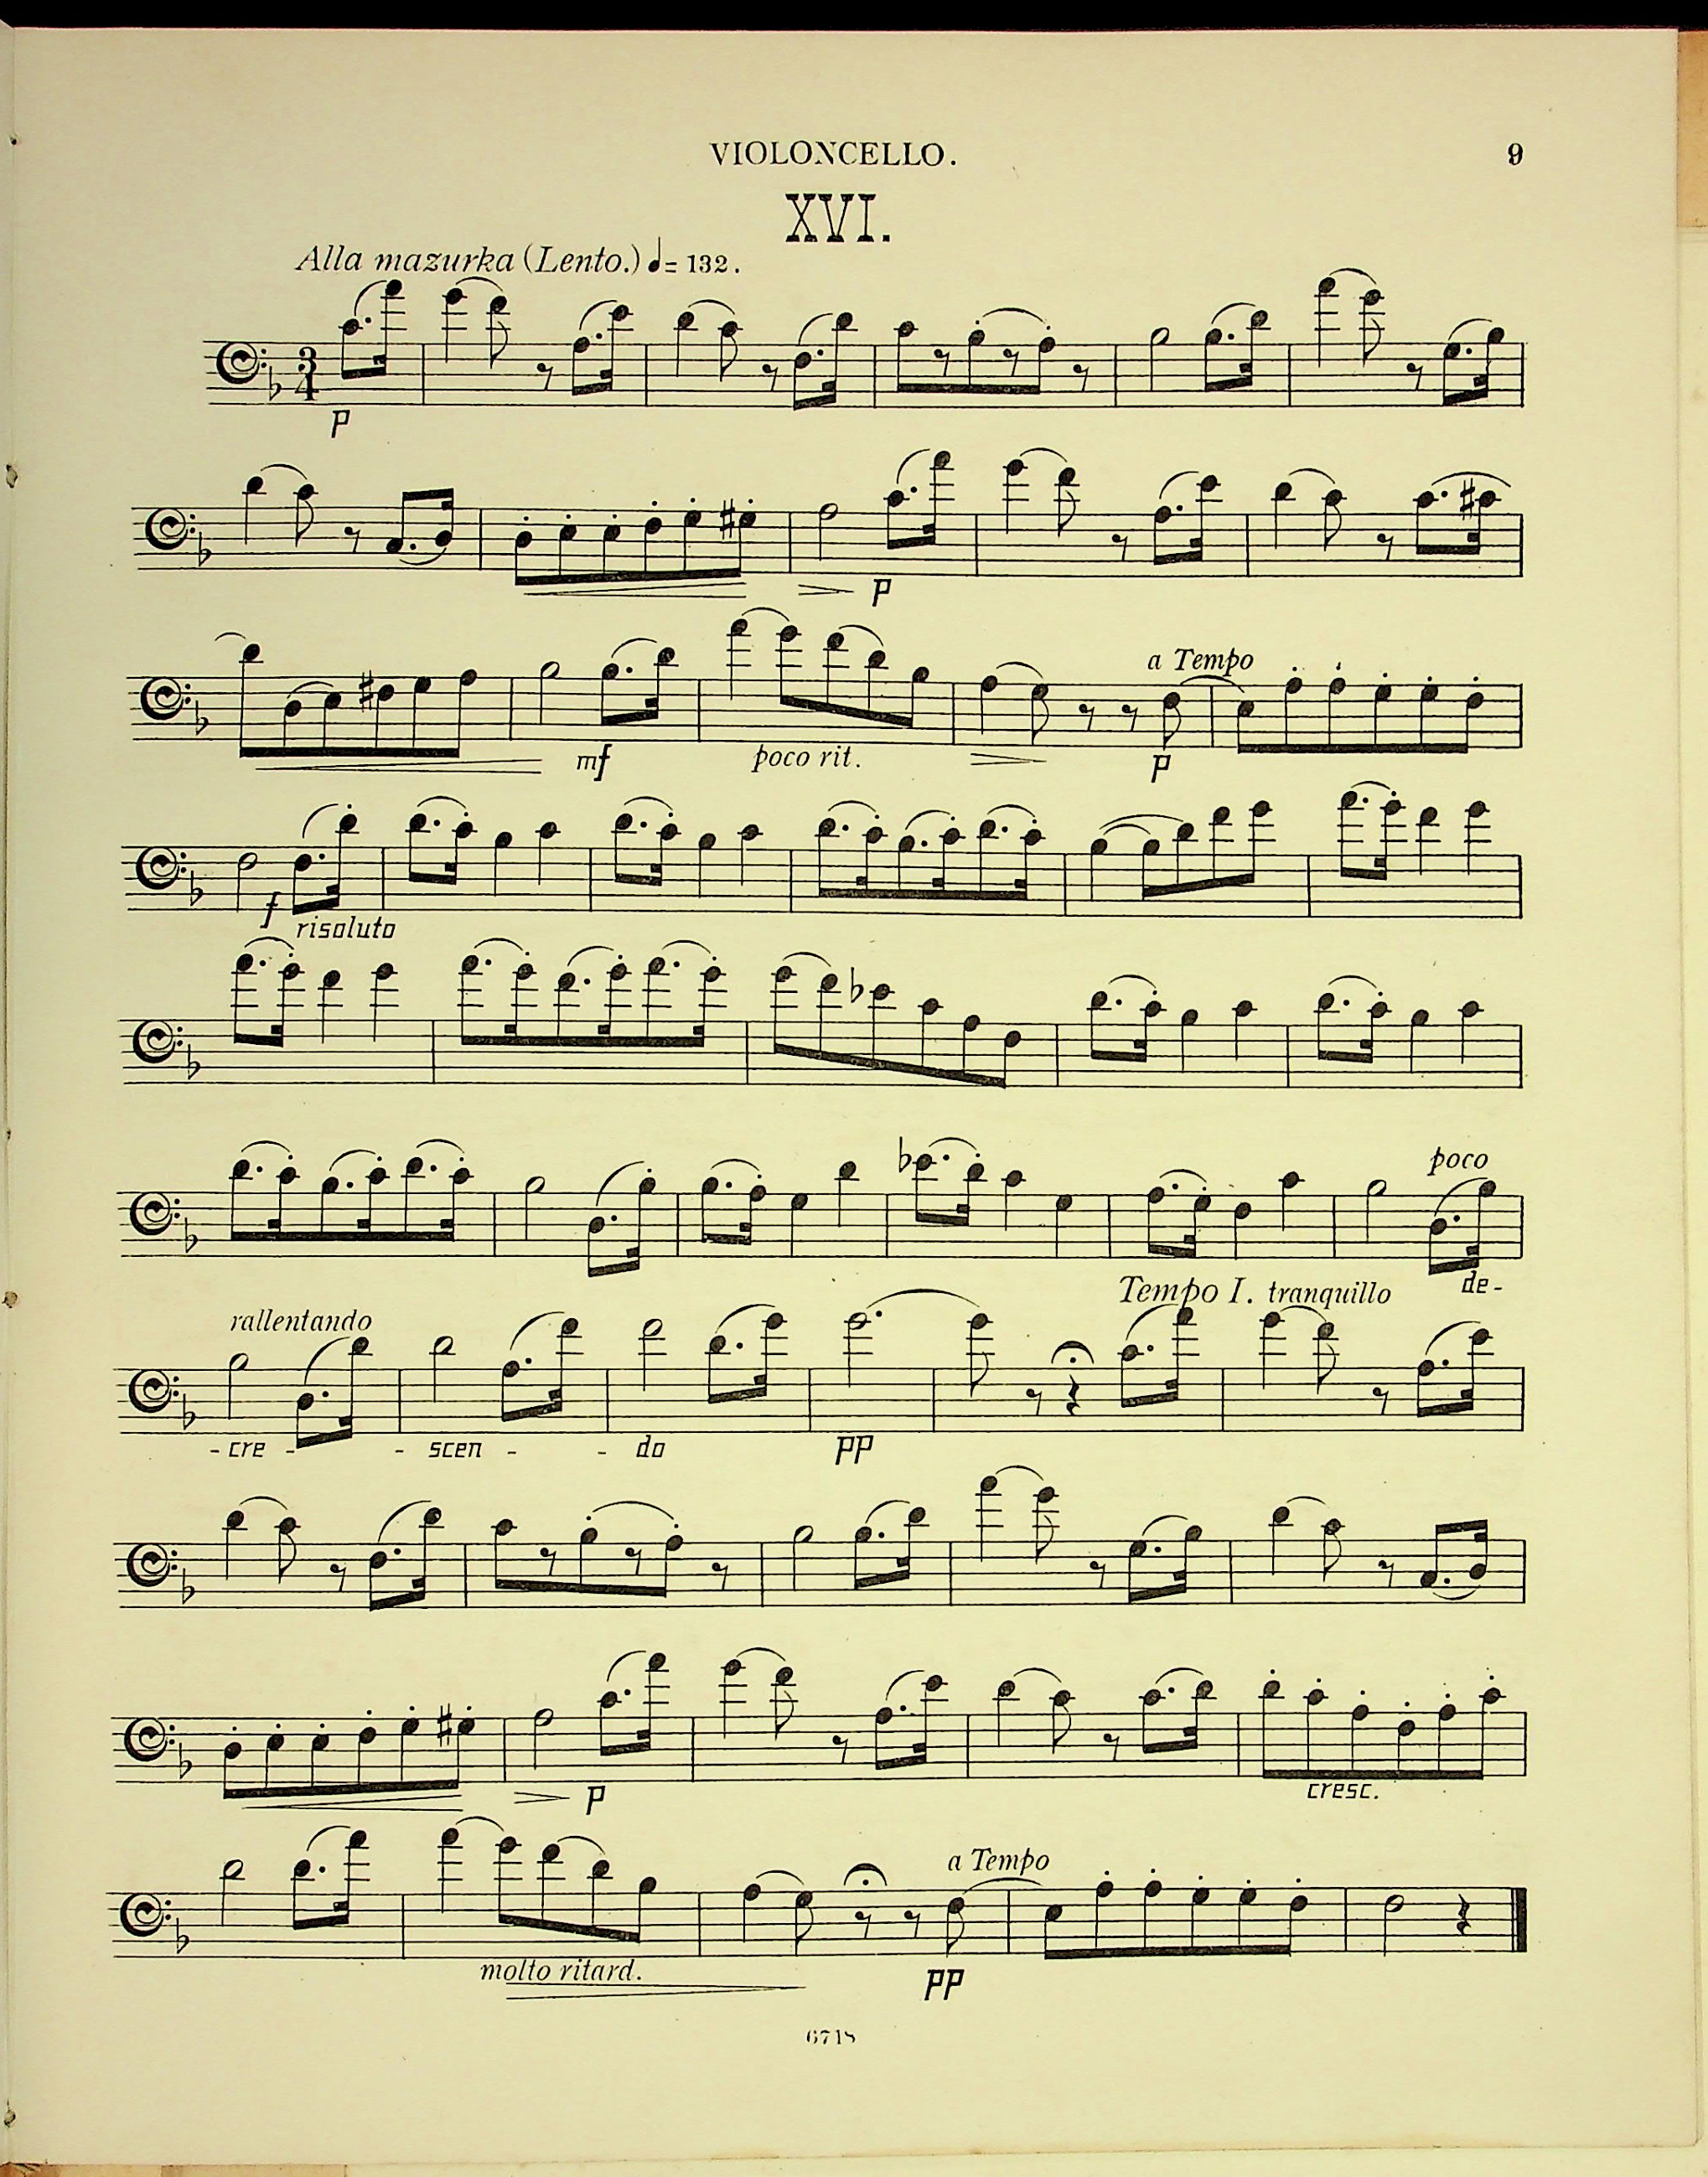 VIOLONCELLO. 9
XVI.
Alla mazurka (Lento.) ♩= 132.
3
4
p
p
a Tempo
mf poco rit. p
f risoluto
poco
de-
Tempo I. tranquillo
rallentando
- cre - - scen - - do pp
p
cresc.
a Tempo
molto ritard. pp
6718